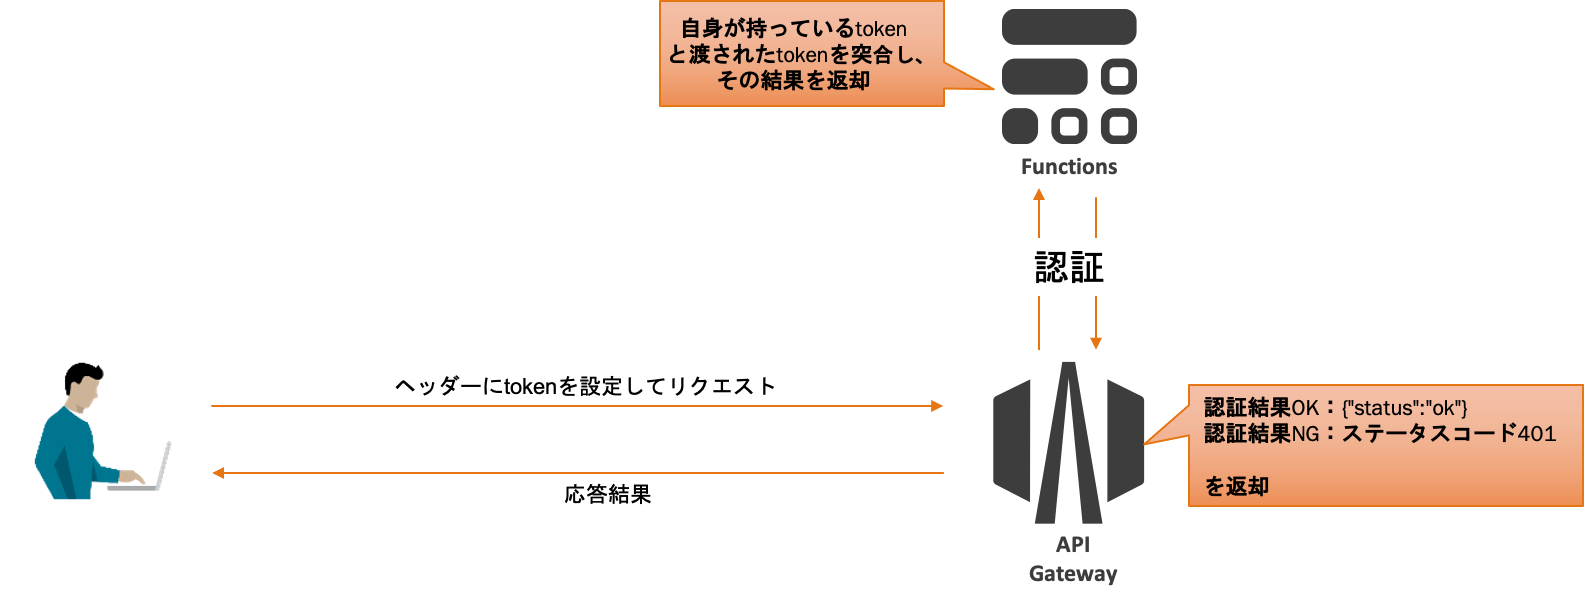 自身が持っているtoken
と渡されたtokenを突合し、
その結果を返却
Functions
認証
ヘッダーにtokenを設定してリクエスト
応答結果
認証結果OK：{"status":"ok"}
認証結果NG：ステータスコード401
を返却
API
Gateway